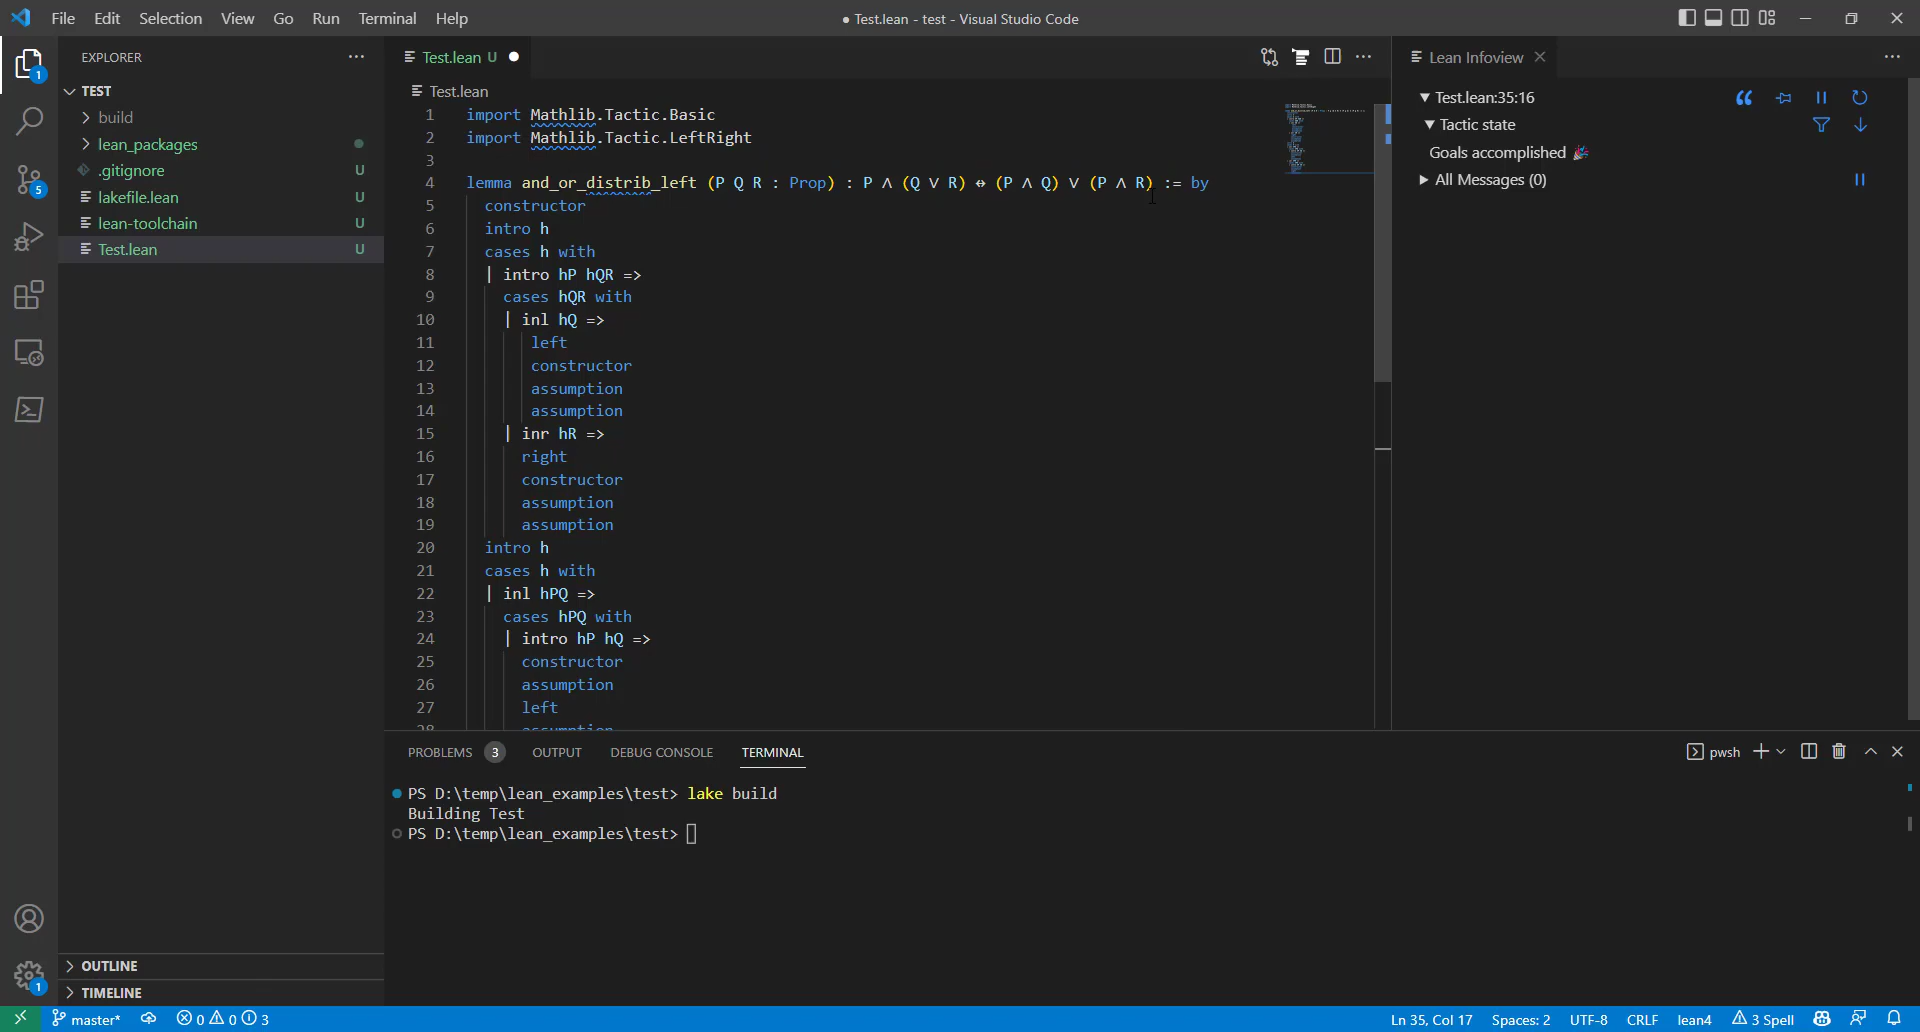 File Edit Selection View Go Run Terminal Help
● Test.lean - test - Visual Studio Code
EXPLORER
TEST
build
lean_packages
.gitignore U
lakefile.lean U
lean-toolchain U
Test.lean U
OUTLINE
TIMELINE
1
5
1
Test.lean U
Test.lean
1 import Mathlib.Tactic.Basic
2 import Mathlib.Tactic.LeftRight
3
4 lemma and_or_distrib_left (P Q R : Prop) : P ∧ (Q ∨ R) ↔ (P ∧ Q) ∨ (P ∧ R) := by
5 constructor
6 intro h
7 cases h with
8 | intro hP hQR =>
9 cases hQR with
10 | inl hQ =>
11 left
12 constructor
13 assumption
14 assumption
15 | inr hR =>
16 right
17 constructor
18 assumption
19 assumption
20 intro h
21 cases h with
22 | inl hPQ =>
23 cases hPQ with
24 | intro hP hQ =>
25 constructor
26 assumption
27 left
28 assumption
Lean Infoview
Test.lean:35:16
Tactic state
Goals accomplished 🎉
All Messages (0)
PROBLEMS 3 OUTPUT DEBUG CONSOLE TERMINAL
pwsh
PS D:\temp\lean_examples\test> lake build
Building Test
PS D:\temp\lean_examples\test>
master* 0 0 3
Ln 35, Col 17 Spaces: 2 UTF-8 CRLF lean4 3 Spell